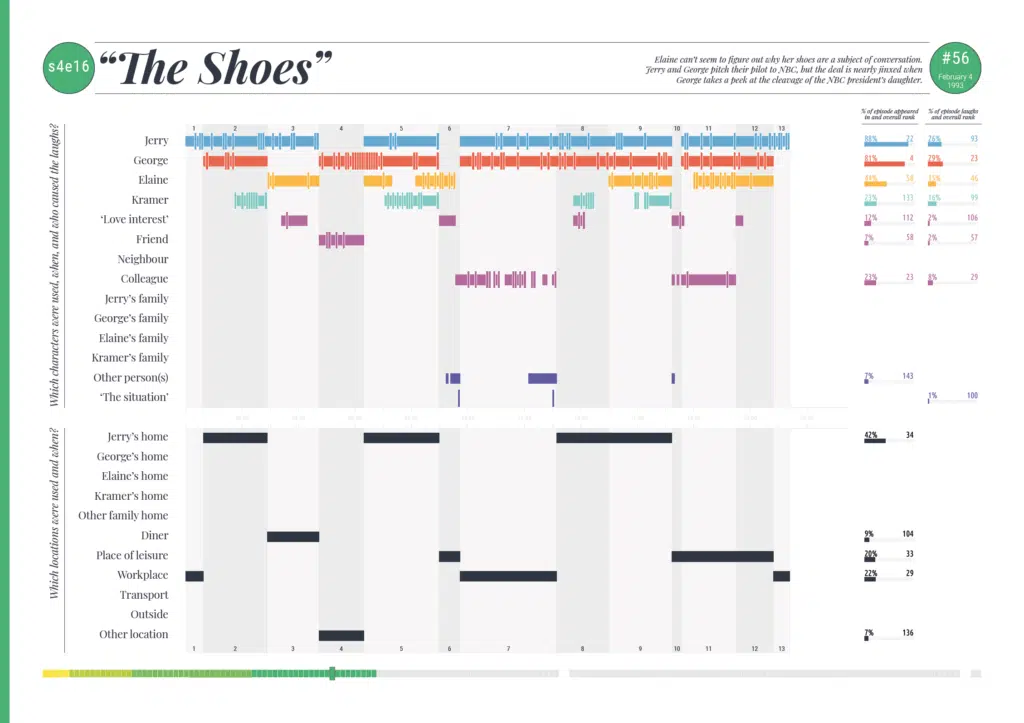 s4e16
“The Shoes”
Elaine can't seem to figure out why her shoes are a subject of conversation.
Jerry and George pitch their pilot to NBC, but the deal is nearly jinxed when
George takes a peek at the cleavage of the NBC president's daughter.
#56
February 4
1993
% of episode appeared
in and overall rank
% of episode laughs
and overall rank
Which characters were used, when, and who caused the laughs?
1 2 3 4 5 6 7 8 9 10 11 12 13
Jerry 88% 22 26% 93
George 81% 4 29% 23
Elaine 44% 58 15%
Kramer 23% 133 16% 99
‘Love interest’ 12% 112 2% 106
Friend 7% 58 2% 57
Neighbour
Colleague 23% 23 8% 29
Jerry's family
George's family
Elaine's family
Kramer's family
Other person(s) 7% 143
‘The situation’ 1% 100
Which locations were used and when?
Jerry's home 42% 34
George's home
Elaine's home
Kramer's home
Other family home
Diner 9% 104
Place of leisure 20% 33
Workplace 22% 29
Transport
Outside
Other location 7% 136
1 2 3 4 5 6 7 8 9 10 11 12 13